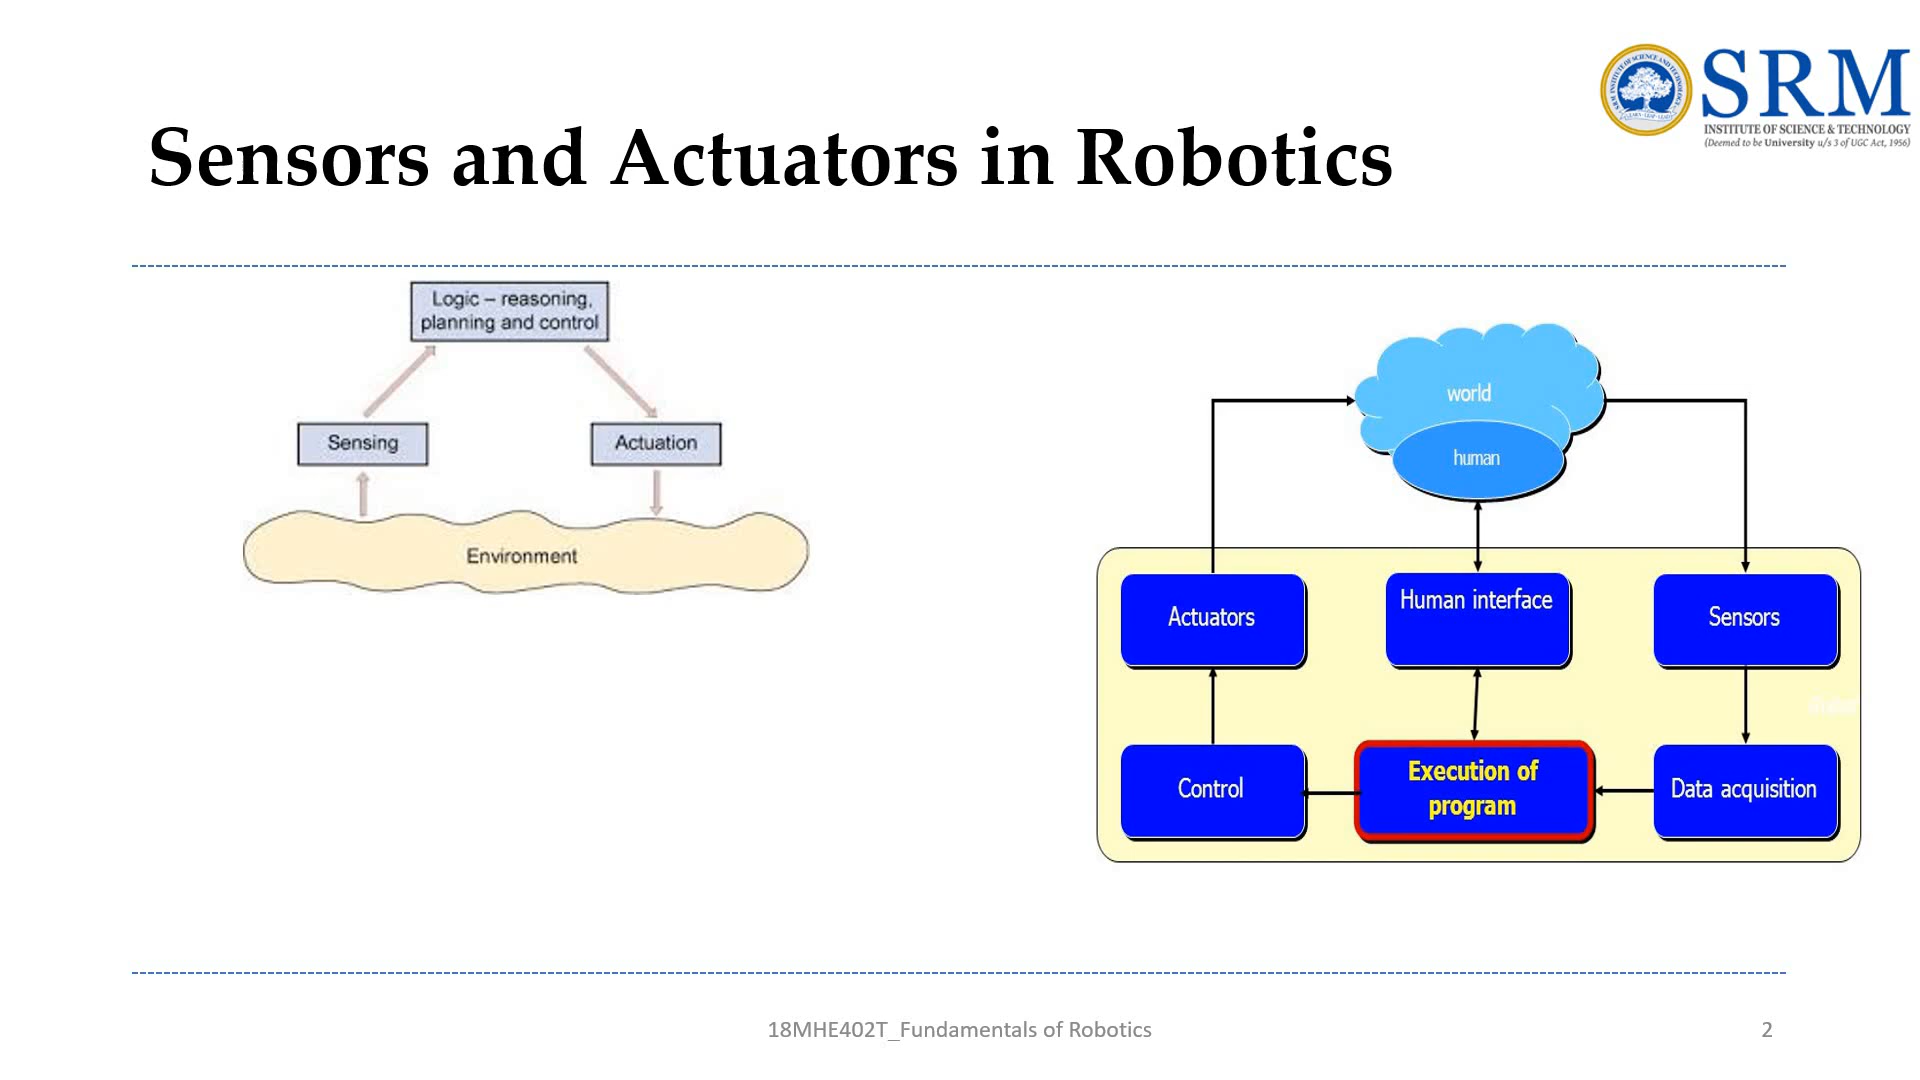 SRM
INSTITUTE OF SCIENCE & TECHNOLOGY
(Deemed to be University u/s 3 of UGC Act, 1956)
Sensors and Actuators in Robotics
Logic – reasoning,
planning and control
Sensing
Actuation
Environment
world
human
Actuators
Human interface
Sensors
Control
Execution of
program
Data acquisition
18MHE402T_Fundamentals of Robotics
2